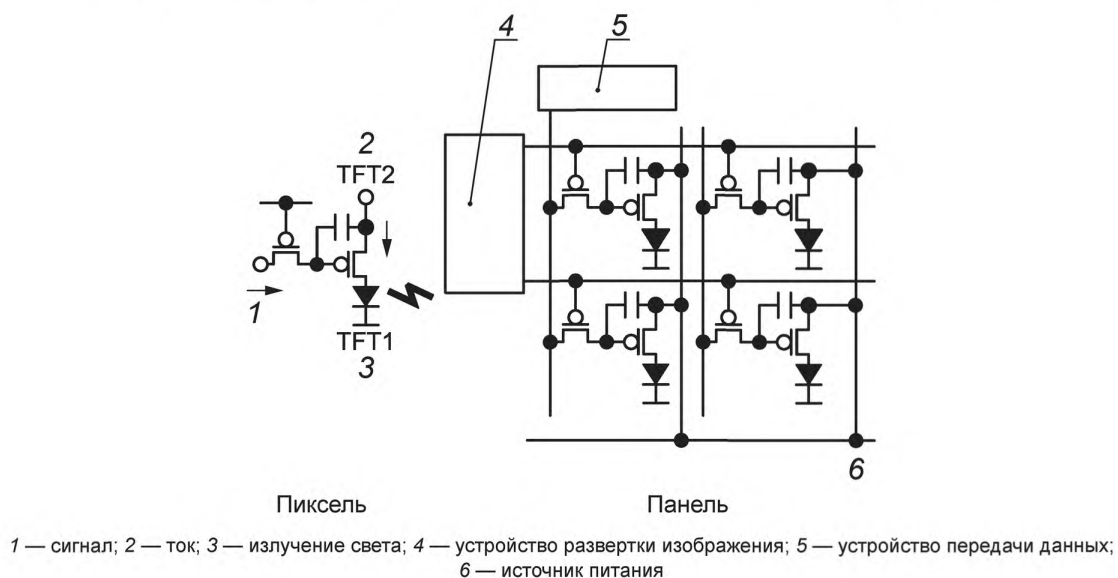 4
5
2
TFT2
1
TFT1
3
6
Пиксель
Панель
1 — сигнал; 2 — ток; 3 — излучение света; 4 — устройство развертки изображения; 5 — устройство передачи данных;
6 — источник питания